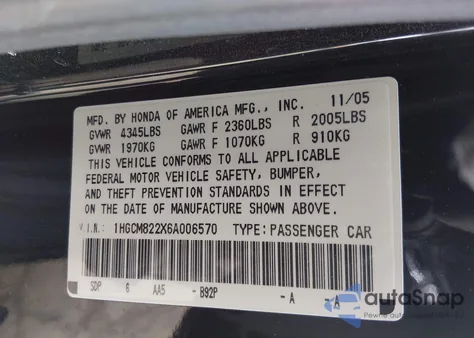 MFD. BY HONDA OF AMERICA MFG., INC. 11/05
GVWR 4345LBS GAWR F 2360LBS R 2005LBS
GVWR 1970KG GAWR F 1070KG R 910KG
THIS VEHICLE CONFORMS TO ALL APPLICABLE
FEDERAL MOTOR VEHICLE SAFETY, BUMPER,
AND THEFT PREVENTION STANDARDS IN EFFECT
ON THE DATE OF MANUFACTURE SHOWN ABOVE.
V.I.N.: 1HGCM822X6A006570 TYPE:PASSENGER CAR
SDP 6 AA5 - B92P - A - A
autoSnap